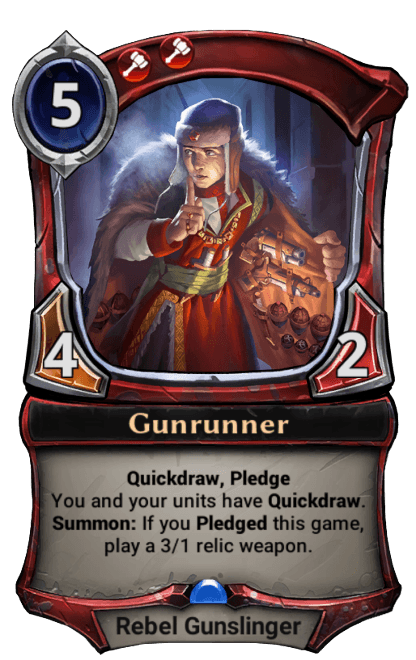 5
4
2
Gunrunner
Quickdraw, Pledge
You and your units have Quickdraw.
Summon: If you Pledged this game,
play a 3/1 relic weapon.
Rebel Gunslinger